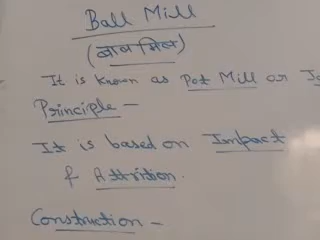 Ball Mill
(बाल मिल)
It is known as Pot Mill or
Principle -
It is based on Impact
& Attrition.
Construction -